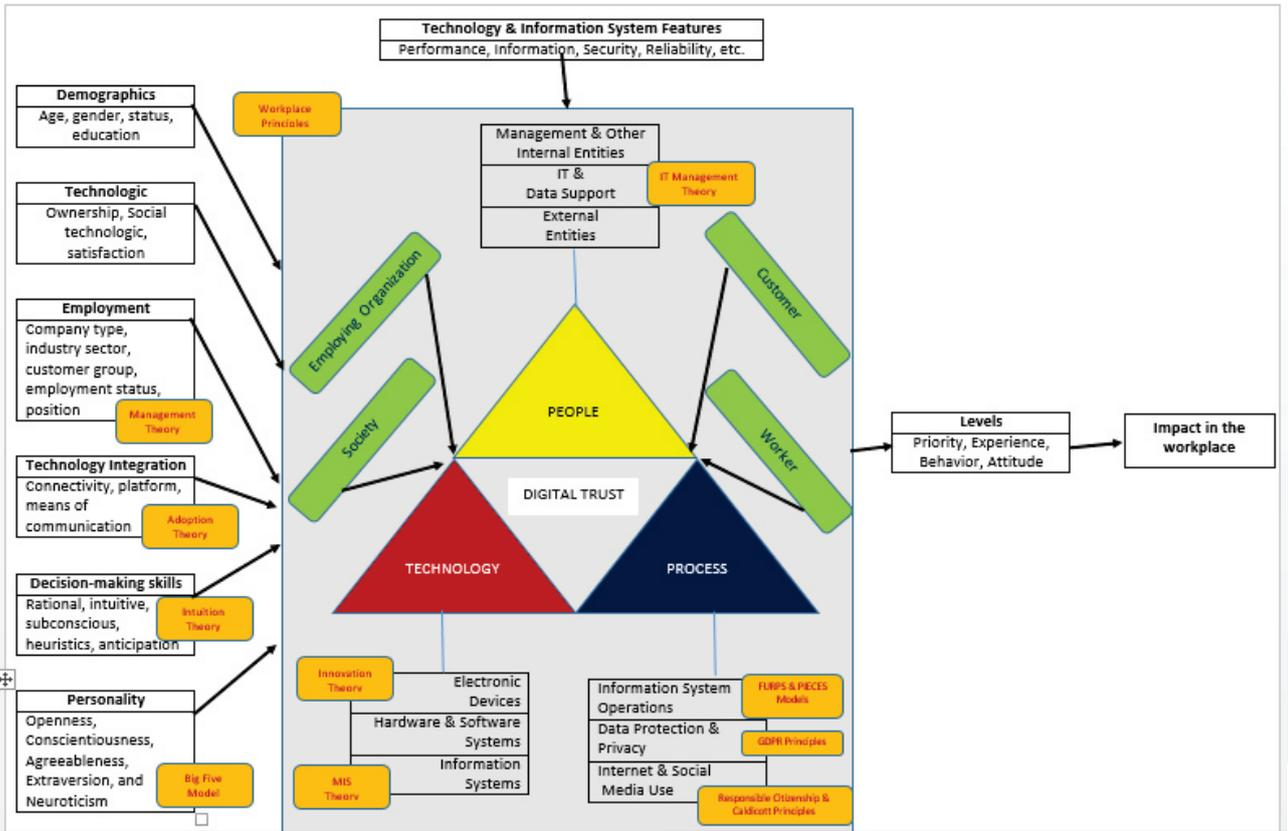 Technology & Information System Features
Performance, Information, Security, Reliability, etc.
Demographics
Age, gender, status,
education
Technologic
Ownership, Social
technologic,
satisfaction
Employment
Company type,
industry sector,
customer group,
employment status,
position
Management
Theory
Technology Integration
Connectivity, platform,
means of
communication
Adoption
Theory
Decision-making skills
Rational, intuitive,
subconscious,
heuristics, anticipation
Intuition
Theory
Personality
Openness,
Conscientiousness,
Agreeableness,
Extraversion, and
Neuroticism
Big Five
Model
Workplace
Principles
Management & Other
Internal Entities
IT &
Data Support
External
Entities
IT Management
Theory
Employing Organization
Society
Customer
Worker
PEOPLE
DIGITAL TRUST
TECHNOLOGY
PROCESS
Innovation
Theory
Electronic
Devices
Hardware & Software
Systems
Information
Systems
MIS
Theory
Information System
Operations
Data Protection &
Privacy
Internet & Social
Media Use
FURPS & PIECES
Models
GDPR Principles
Responsible Citizenship &
Caldicott Principles
Levels
Priority, Experience,
Behavior, Attitude
Impact in the
workplace